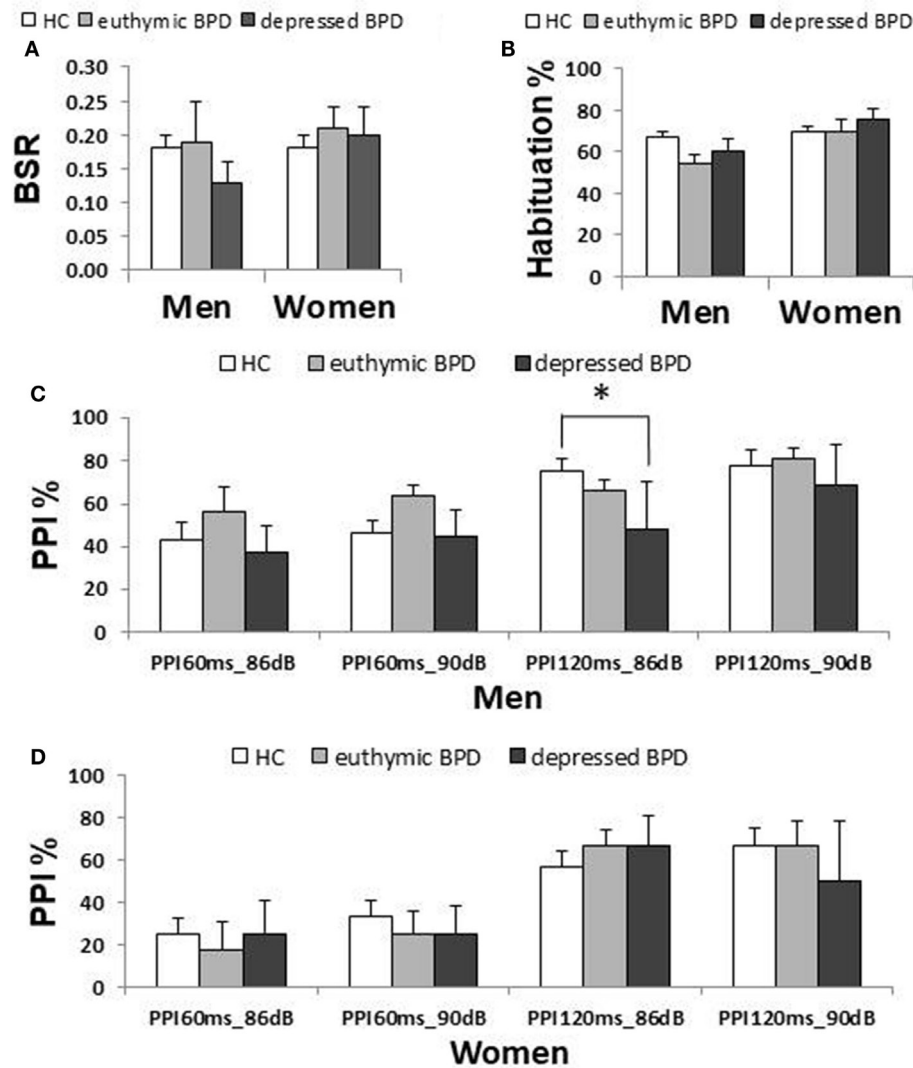 HC euthymic BPD depressed BPD
HC euthymic BPD depressed BPD
A
BSR
0.30
0.25
0.20
0.15
0.10
0.05
0.00
Men Women
B
Habituation %
100
80
60
40
20
0
Men Women
HC euthymic BPD depressed BPD
C
PPI %
100
80
60
40
20
0
*
PPI60ms_86dB PPI60ms_90dB PPI120ms_86dB PPI120ms_90dB
Men
D
HC euthymic BPD depressed BPD
PPI %
100
80
60
40
20
0
PPI60ms_86dB PPI60ms_90dB PPI120ms_86dB PPI120ms_90dB
Women